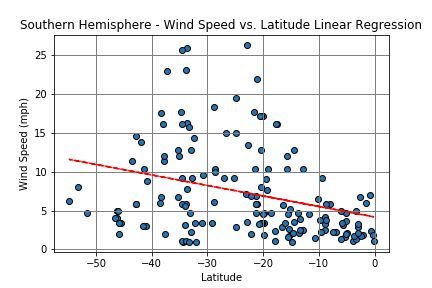 Southern Hemisphere - Wind Speed vs. Latitude Linear Regression
Wind Speed (mph)
25
20
15
10
5
0
−50 −40 −30 −20 −10 0
Latitude